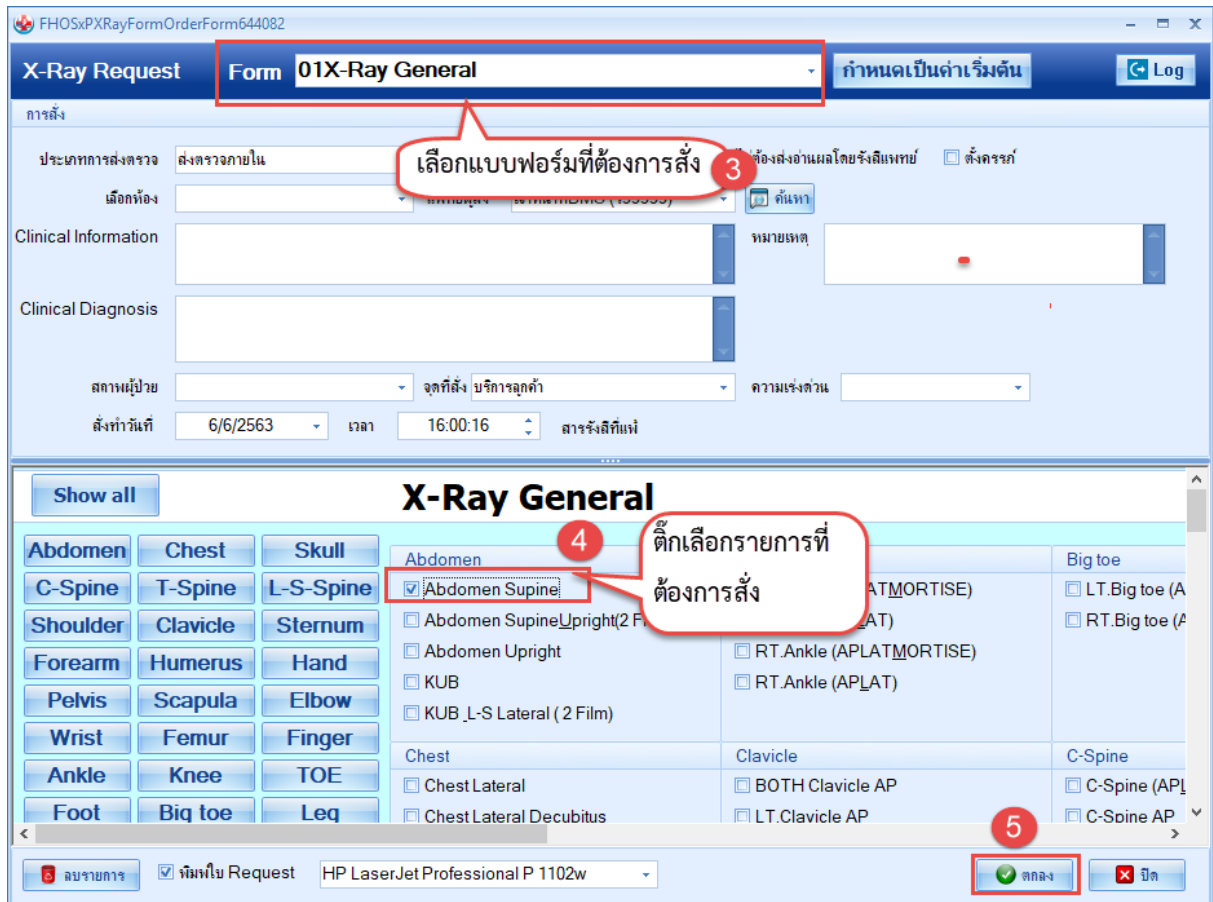 FHOSxPXRayFormOrderForm644082
X-Ray Request Form 01X-Ray General กำหนดเป็นค่าเริ่มต้น Log
การสั่ง
ประเภทการส่งตรวจ ส่งตรวจภายใน ต้องส่งอ่านผลโดยรังสีแพทย์ ตั้งครรภ์
เลือกแบบฟอร์มที่ต้องการสั่ง 3
เลือกห้อง ค้นหา
Clinical Information หมายเหตุ
Clinical Diagnosis
สภาพผู้ป่วย จุดที่สั่ง บริการลูกค้า ความเร่งด่วน
สั่งทำวันที่ 6/6/2563 เวลา 16:00:16 สารรังสีที่แพ้
Show all X-Ray General
4 ติ๊กเลือกรายการที่
ต้องการสั่ง
Abdomen Chest Skull
C-Spine T-Spine L-S-Spine
Shoulder Clavicle Sternum
Forearm Humerus Hand
Pelvis Scapula Elbow
Wrist Femur Finger
Ankle Knee TOE
Foot Big toe Leg
Abdomen
Abdomen Supine
Abdomen SupineUpright(2 F
Abdomen Upright
KUB
KUB_L-S Lateral ( 2 Film)
ATMORTISE)
AT)
RT.Ankle (APLATMORTISE)
RT.Ankle (APLAT)
Big toe
LT.Big toe (A
RT.Big toe (A
Chest
Chest Lateral
Chest Lateral Decubitus
Clavicle
BOTH Clavicle AP
LT.Clavicle AP
C-Spine
C-Spine (APL
C-Spine AP
5
ลบรายการ พิมพ์ใบ Request HP LaserJet Professional P 1102w ตกลง ปิด